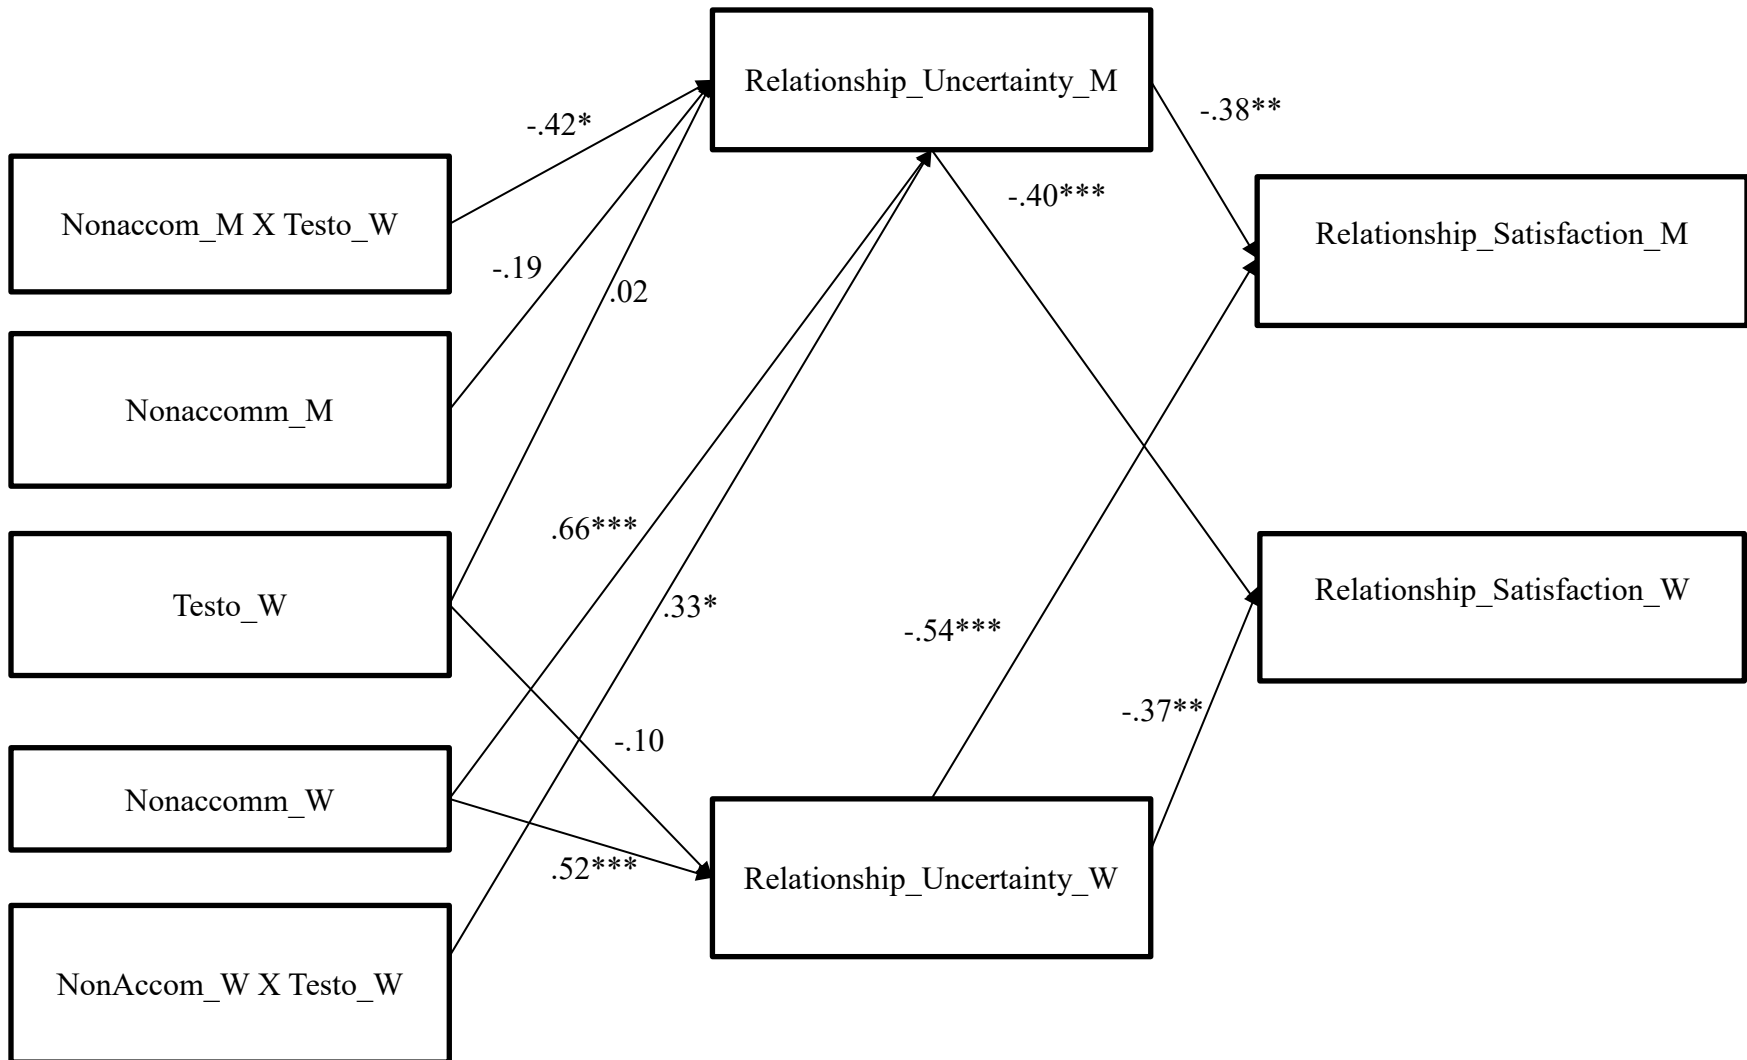 Relationship_Uncertainty_M
-.38**
-.42*
Nonaccom_M X Testo_W
-.40***
Relationship_Satisfaction_M
-.19
.02
Nonaccomm_M
.66***
Testo_W
.33*
-.54***
Relationship_Satisfaction_W
-.37**
-.10
Nonaccomm_W
.52***
Relationship_Uncertainty_W
NonAccom_W X Testo_W